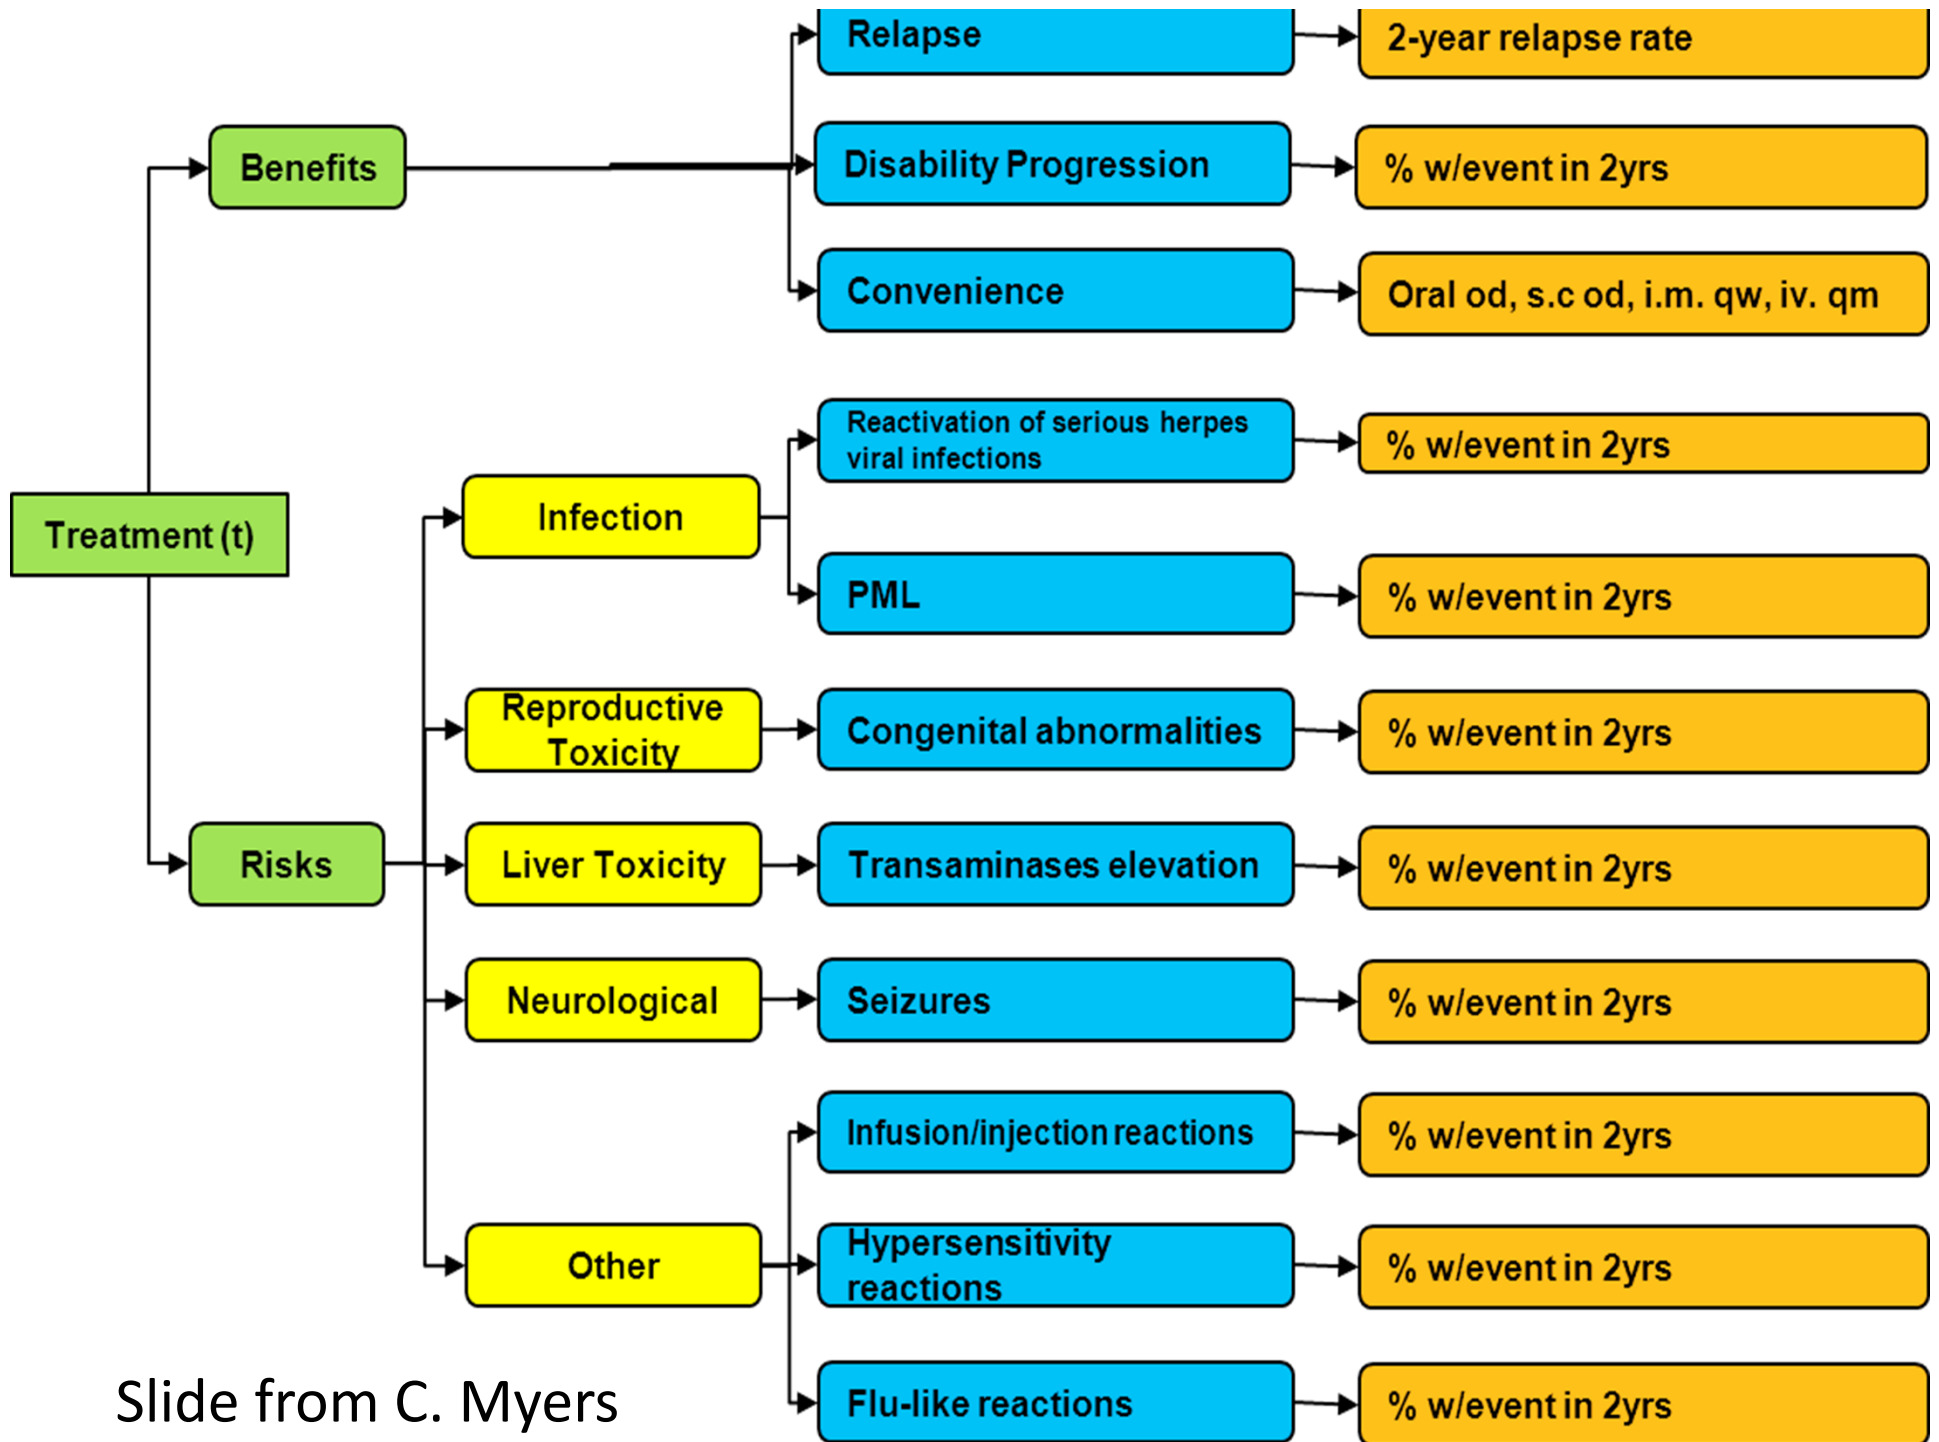 Relapse
2-year relapse rate
Benefits
Disability Progression
% w/event in 2yrs
Convenience
Oral od, s.c od, i.m. qw, iv. qm
Reactivation of serious herpes
viral infections
% w/event in 2yrs
Infection
Treatment (t)
PML
% w/event in 2yrs
Reproductive
Toxicity
Congenital abnormalities
% w/event in 2yrs
Risks
Liver Toxicity
Transaminases elevation
% w/event in 2yrs
Neurological
Seizures
% w/event in 2yrs
Infusion/injection reactions
% w/event in 2yrs
Other
Hypersensitivity
reactions
% w/event in 2yrs
Flu-like reactions
% w/event in 2yrs
Slide from C. Myers